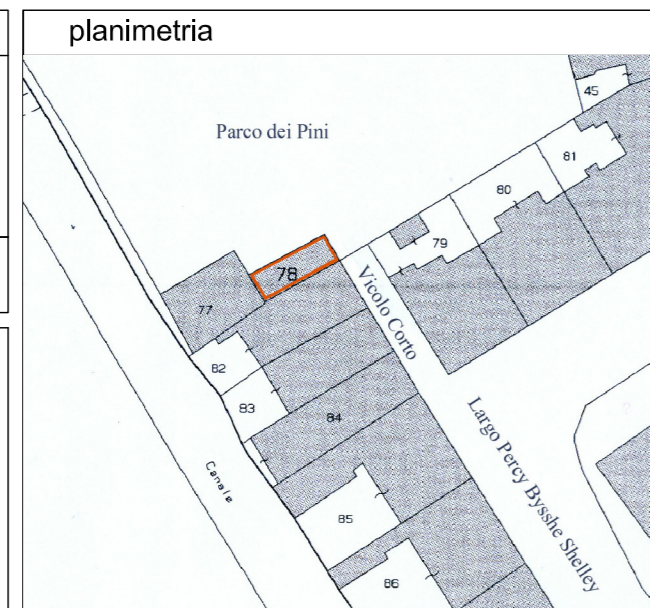 planimetria
45
Parco dei Pini
81
80
79
78
77
Vicolo Corto
82
83
84
Largo Percy Bysshe Shelley
Canale
85
86